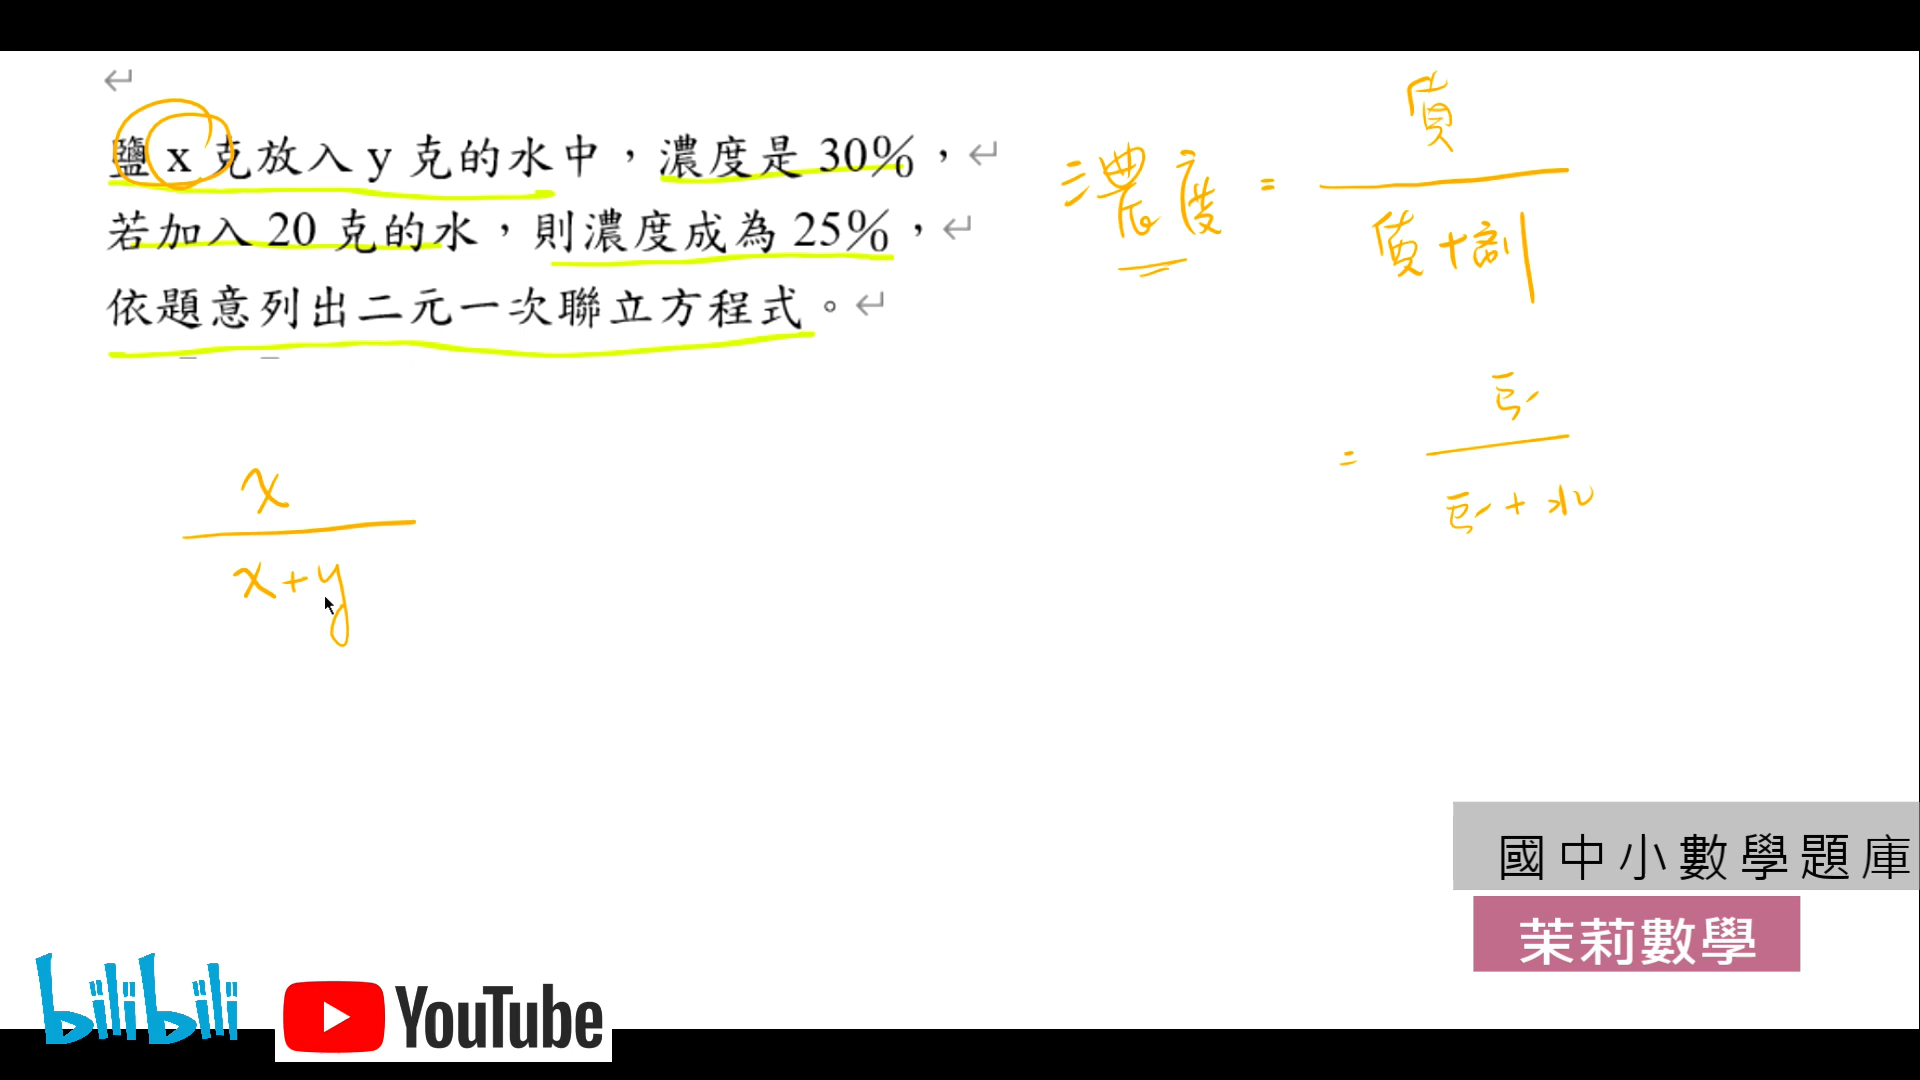 鹽 x 克放入 y 克的水中，濃度是 30%，
若加入 20 克的水，則濃度成為 25%，
依題意列出二元一次聯立方程式。
濃度 = 質 / 質+劑
= / +水
x
x+y
國中小數學題庫
茉莉數學
bilibili
YouTube